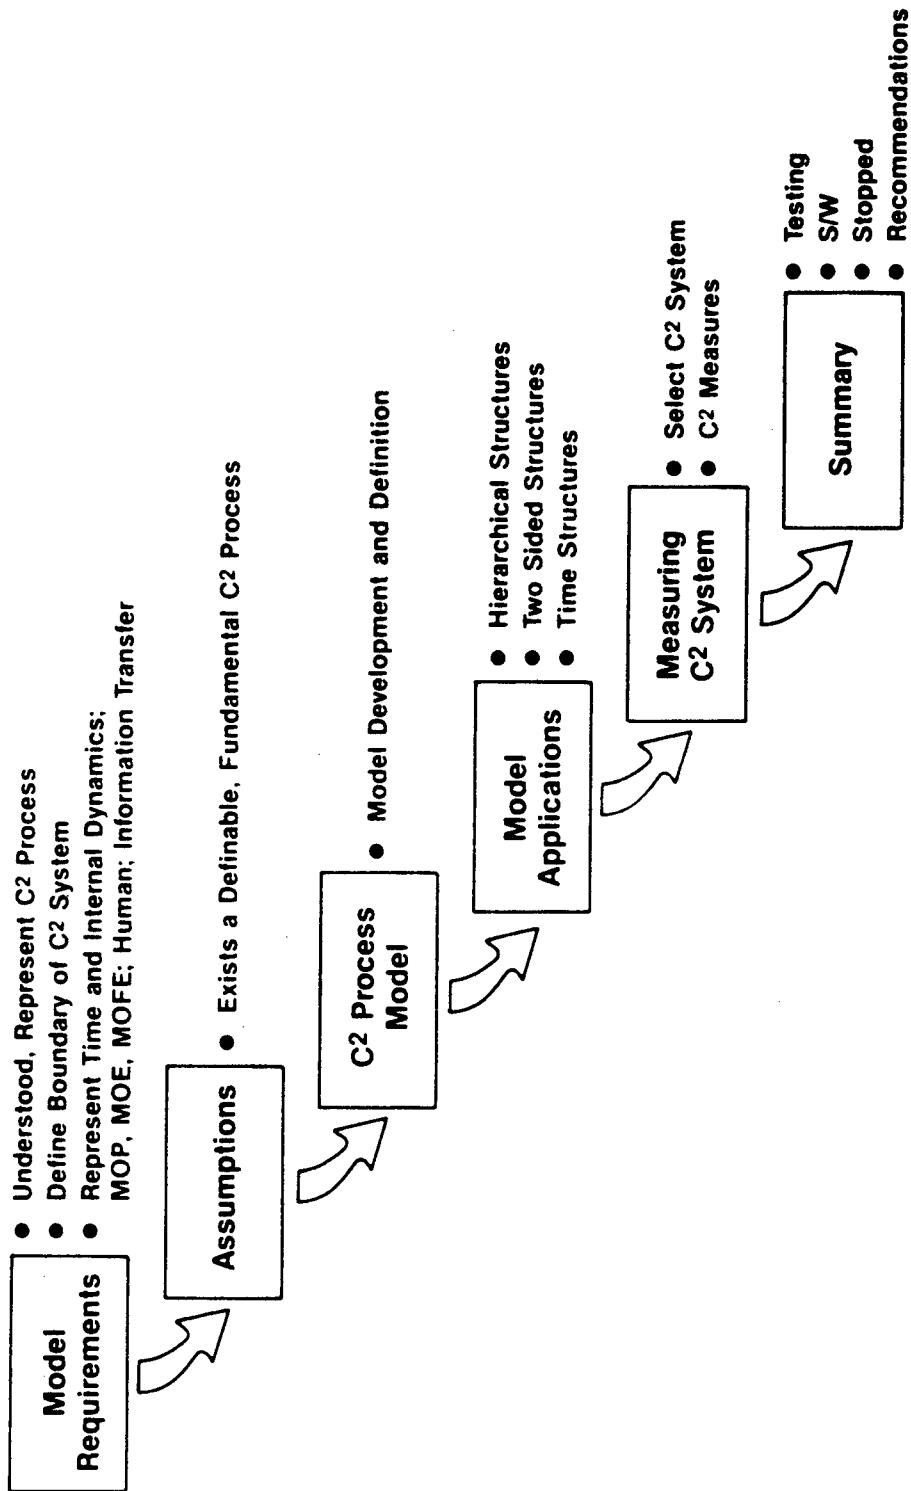 Model
Requirements
● Understood, Represent C² Process
● Define Boundary of C² System
● Represent Time and Internal Dynamics;
MOP, MOE, MOFE; Human; Information Transfer
Assumptions
● Exists a Definable, Fundamental C² Process
C² Process
Model
● Model Development and Definition
Model
Applications
● Hierarchical Structures
● Two Sided Structures
● Time Structures
Measuring
C² System
● Select C² System
● C² Measures
Summary
● Testing
● S/W
● Stopped
● Recommendations